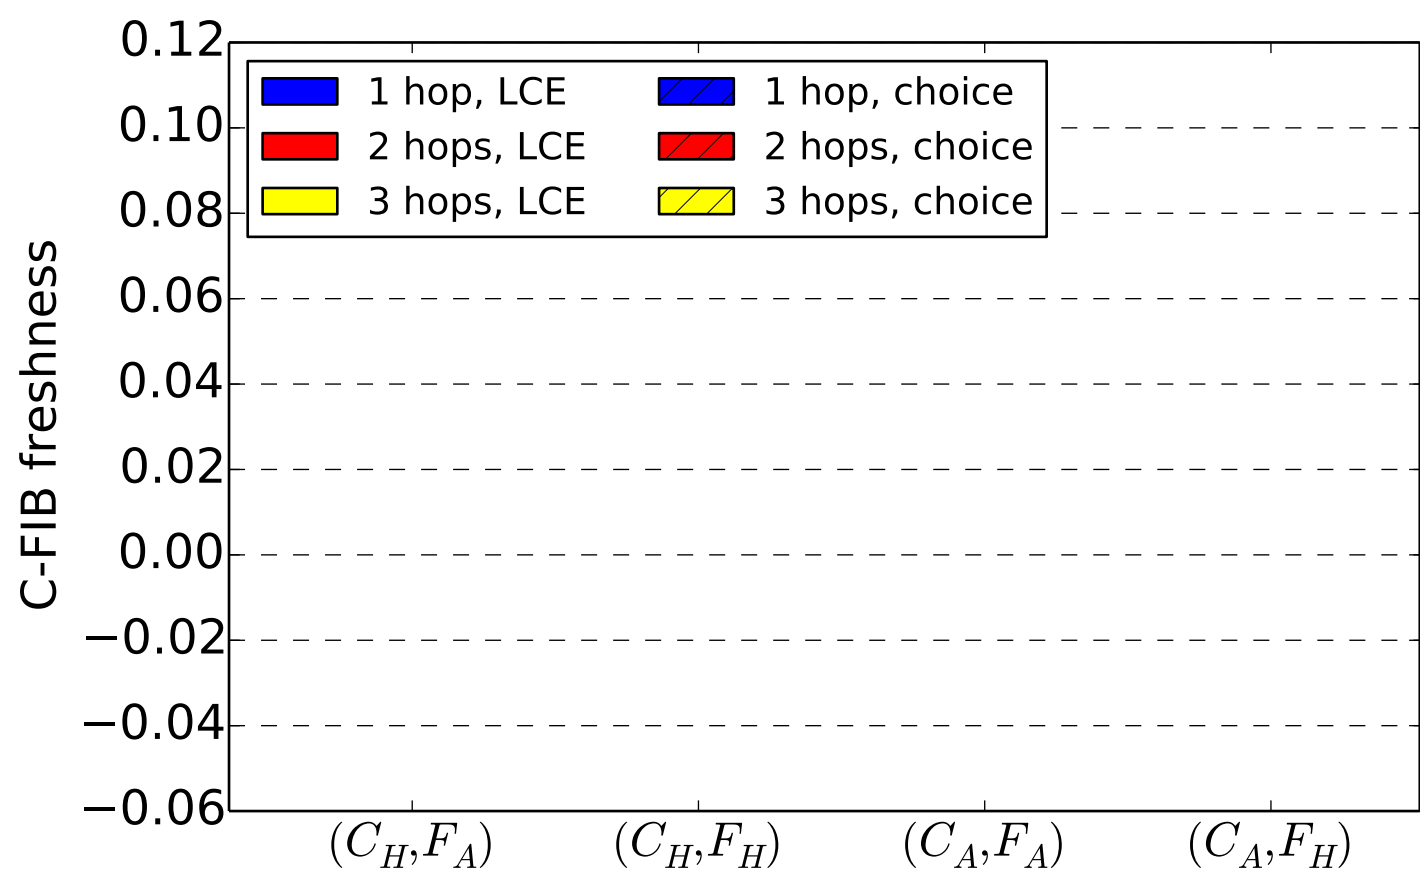 C-FIB freshness
0.12
0.10
0.08
0.06
0.04
0.02
0.00
−0.02
−0.04
−0.06
1 hop, LCE
2 hops, LCE
3 hops, LCE
1 hop, choice
2 hops, choice
3 hops, choice
(C_H,F_A)
(C_H,F_H)
(C_A,F_A)
(C_A,F_H)